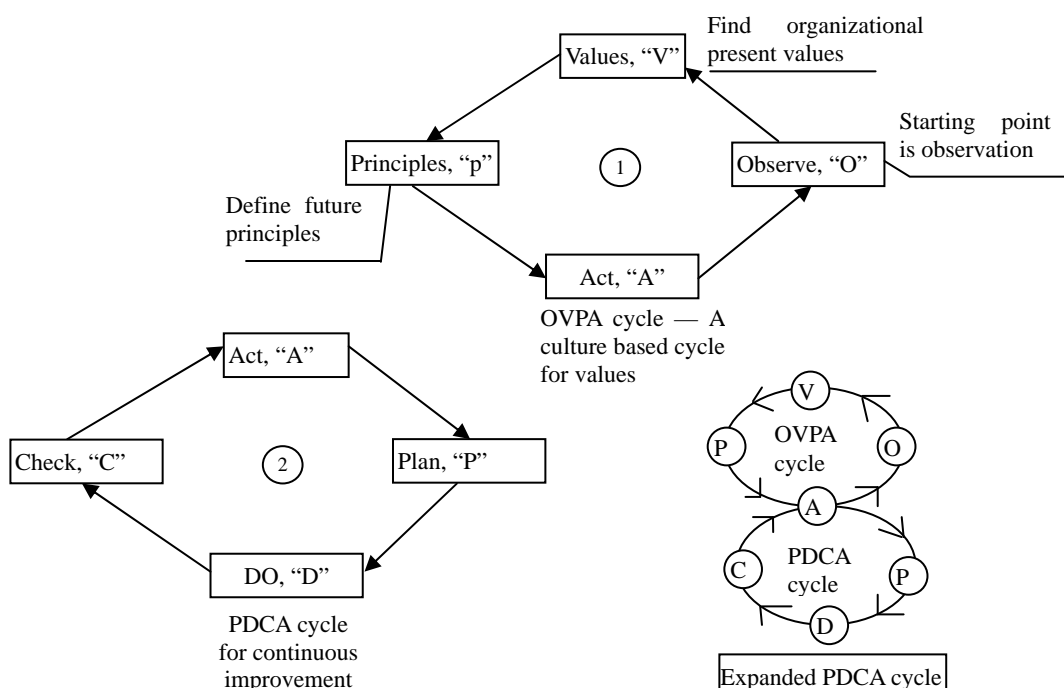 Find organizational
present values
Values, “V”
Starting point
is observation
Principles, “p”
1
Observe, “O”
Define future
principles
Act, “A”
OVPA cycle — A
culture based cycle
for values
Act, “A”
Check, “C”
2
Plan, “P”
DO, “D”
PDCA cycle
for continuous
improvement
V
P
OVPA
cycle
O
A
C
PDCA
cycle
P
D
Expanded PDCA cycle